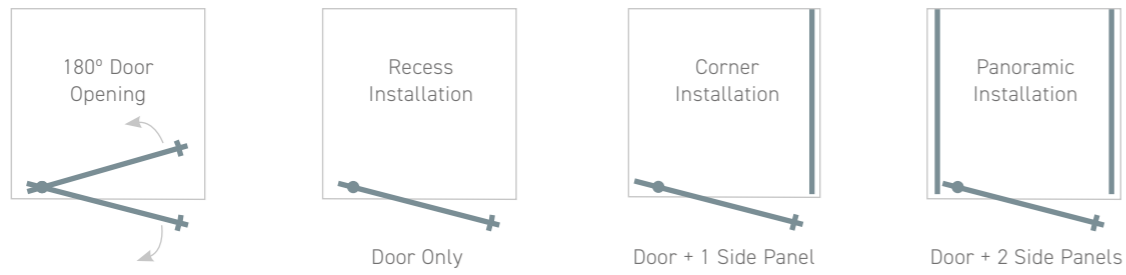 180º Door
Opening
Recess
Installation
Corner
Installation
Panoramic
Installation
Door Only
Door + 1 Side Panel
Door + 2 Side Panels